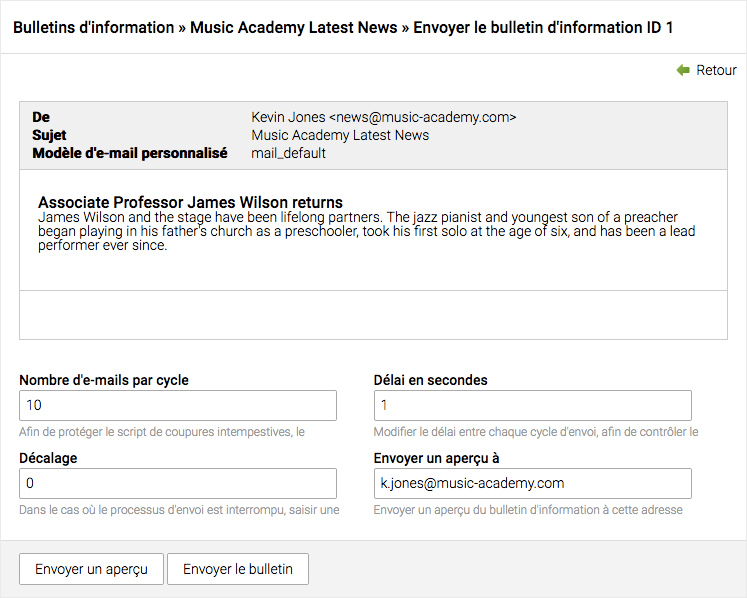 Bulletins d'information » Music Academy Latest News » Envoyer le bulletin d'information ID 1
Retour
De Kevin Jones <news@music-academy.com>
Sujet Music Academy Latest News
Modèle d'e-mail personnalisé mail_default
Associate Professor James Wilson returns
James Wilson and the stage have been lifelong partners. The jazz pianist and youngest son of a preacher
began playing in his father's church as a preschooler, took his first solo at the age of six, and has been a lead
performer ever since.
Nombre d'e-mails par cycle Délai en secondes
10 1
Afin de protéger le script de coupures intempestives, le Modifier le délai entre chaque cycle d'envoi, afin de contrôler le
Décalage Envoyer un aperçu à
0 k.jones@music-academy.com
Dans le cas où le processus d'envoi est interrompu, saisir une Envoyer un aperçu du bulletin d'information à cette adresse
Envoyer un aperçu Envoyer le bulletin